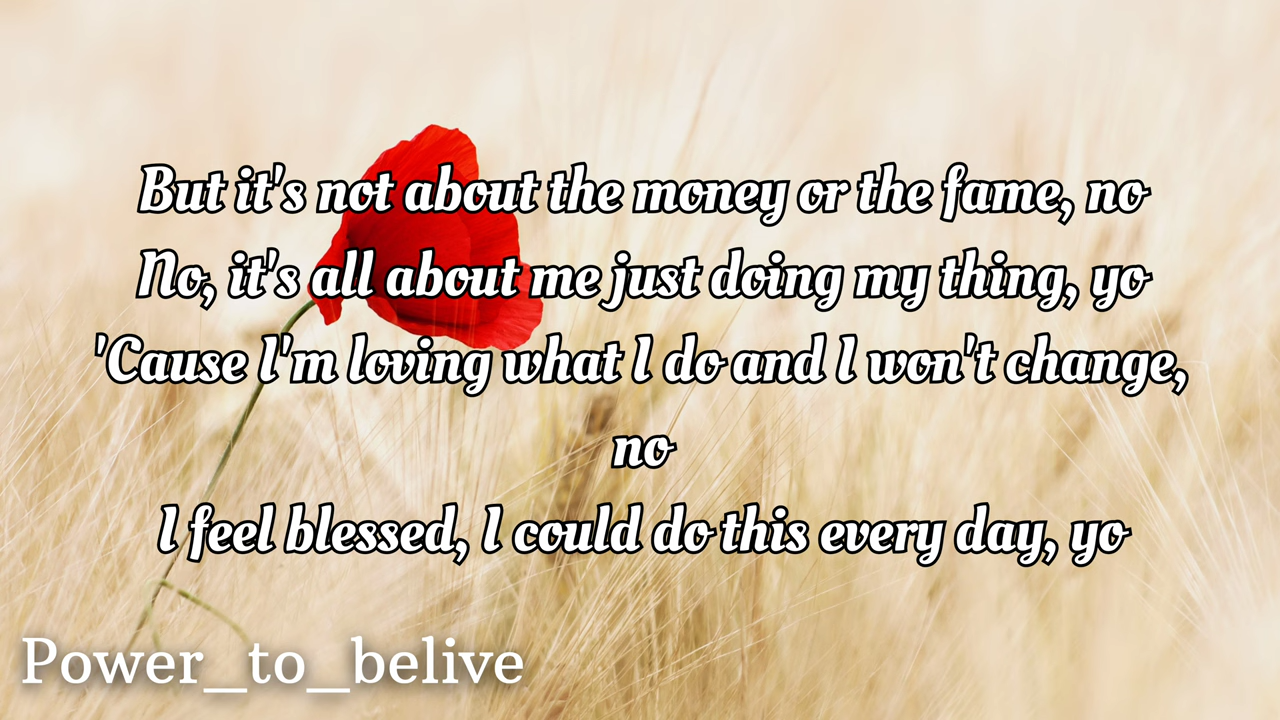 But it's not about the money or the fame, no
No, it's all about me just doing my thing, yo
'Cause I'm loving what I do and I won't change,
no
I feel blessed, I could do this every day, yo
Power_to_belive